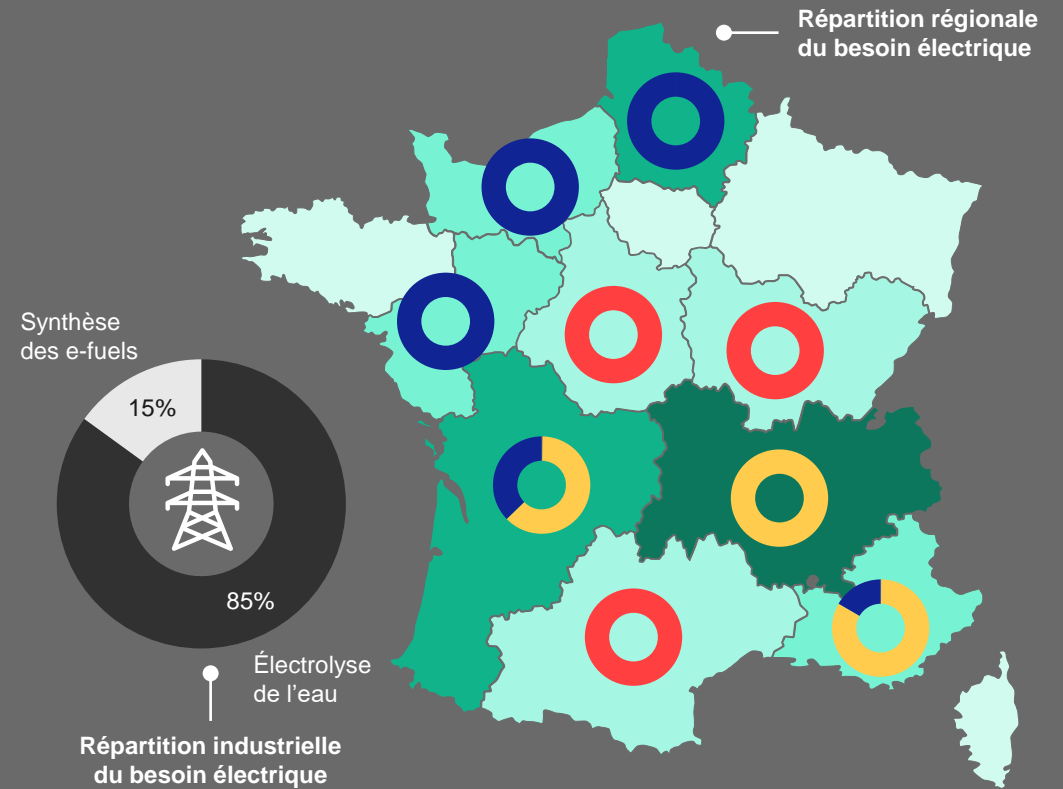 Répartition régionale
du besoin électrique
Synthèse
des e-fuels
15%
85%
Électrolyse
de l’eau
Répartition industrielle
du besoin électrique